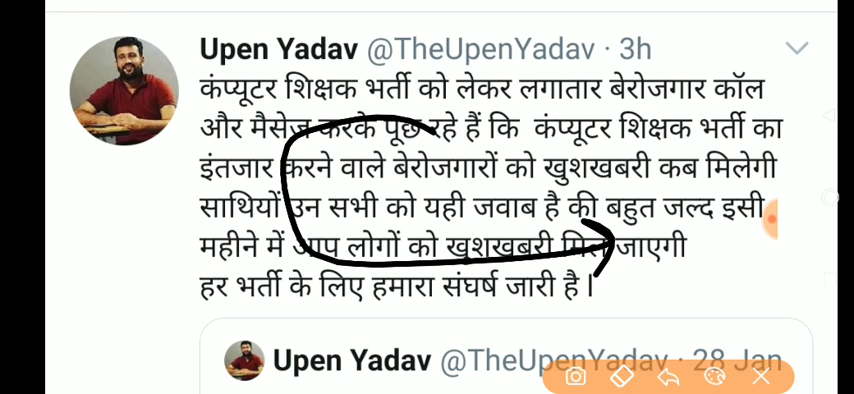 Upen Yadav @TheUpenYadav · 3h
कंप्यूटर शिक्षक भर्ती को लेकर लगातार बेरोजगार कॉल
और मैसेज करके पूछ रहे हैं कि कंप्यूटर शिक्षक भर्ती का
इंतजार करने वाले बेरोजगारों को खुशखबरी कब मिलेगी
साथियों उन सभी को यही जवाब है की बहुत जल्द इसी
महीने में आप लोगों को खुशखबरी मिल जाएगी
हर भर्ती के लिए हमारा संघर्ष जारी है l
Upen Yadav @TheUpenYadav · 28 Jan